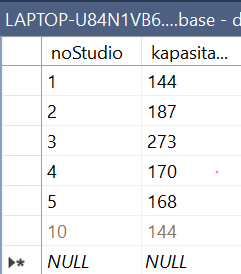 LAPTOP-U84N1VB6....base - d
noStudio kapasita...
1 144
2 187
3 273
4 170
5 168
10 144
NULL NULL